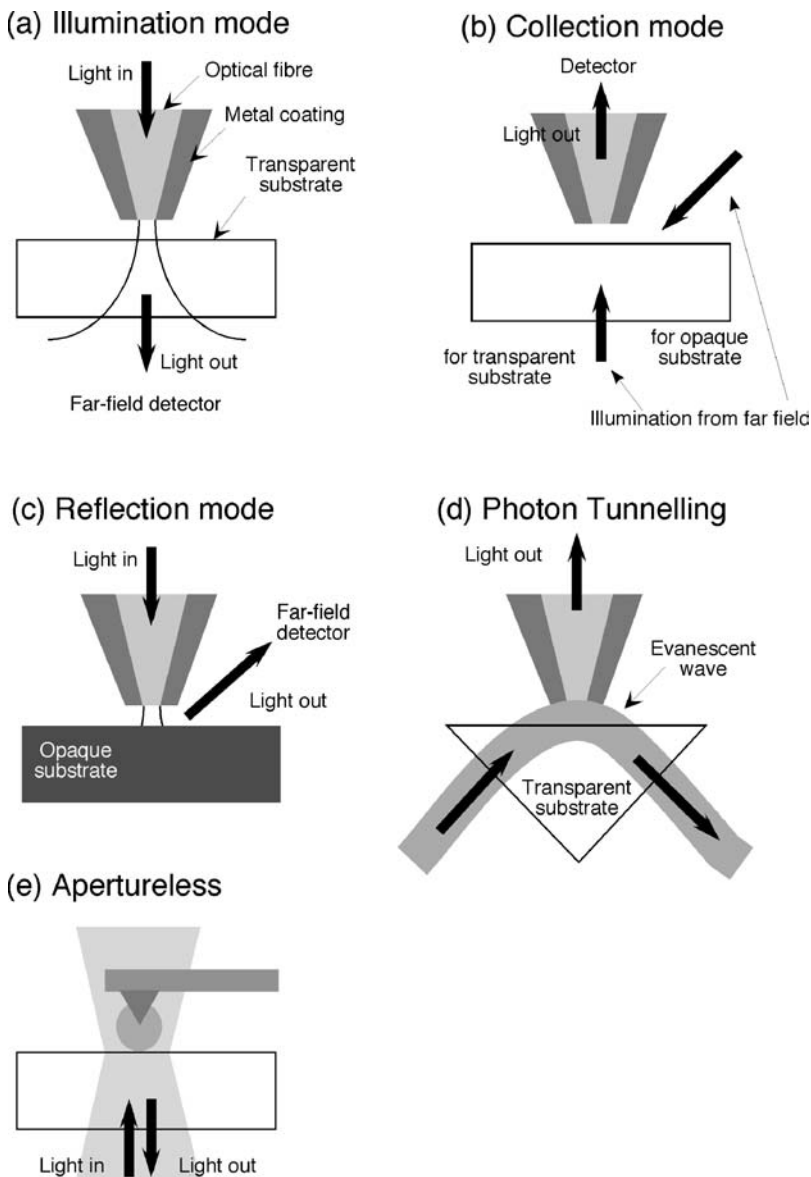 (a) Illumination mode
Light in
Optical fibre
Metal coating
Transparent
substrate
Light out
Far-field detector
(b) Collection mode
Detector
Light out
for transparent
substrate
for opaque
substrate
Illumination from far field
(c) Reflection mode
Light in
Far-field
detector
Light out
Opaque
substrate
(d) Photon Tunnelling
Light out
Evanescent
wave
Transparent
substrate
(e) Apertureless
Light in
Light out